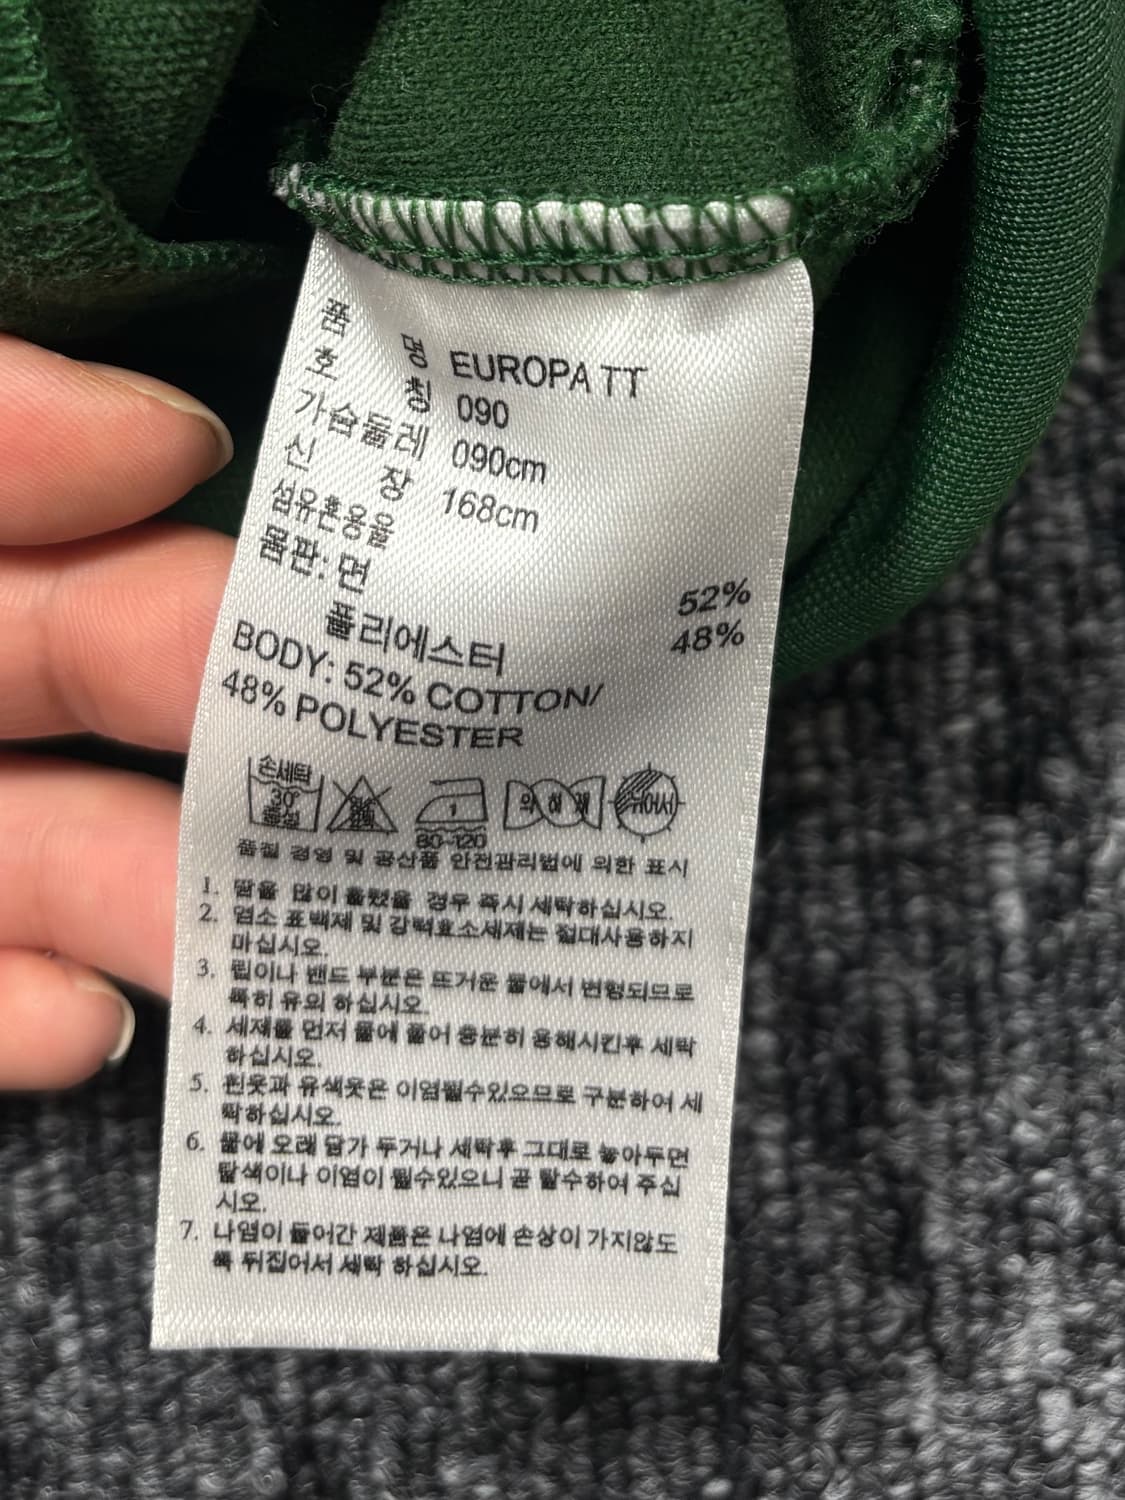 품 명 EUROPA TT
호 칭 090
가슴둘레 090cm
신 장 168cm
섬유혼용율
몸판: 면 52%
폴리에스터 48%
BODY: 52% COTTON/
48% POLYESTER
손세탁
30°
중성
1
80~120
약 하 게
뉘어서
품질 경영 및 공산품 안전관리법에 의한 표시
1. 땀을 많이 흘렸을 경우 즉시 세탁하십시오.
2. 염소 표백제 및 강력효소세제는 절대사용하지
마십시오.
3. 립이나 밴드 부분은 뜨거운 물에서 변형되므로
특히 유의 하십시오.
4. 세제를 먼저 물에 풀어 충분히 용해시킨후 세탁
하십시오.
5. 흰옷과 유색옷은 이염될수있으므로 구분하여 세
탁하십시오.
6. 물에 오래 담가 두거나 세탁후 그대로 놓아두면
탈색이나 이염이 될수있으니 곧 탈수하여 주십
시오.
7. 나염이 들어간 제품은 나염에 손상이 가지않도
록 뒤집어서 세탁 하십시오.